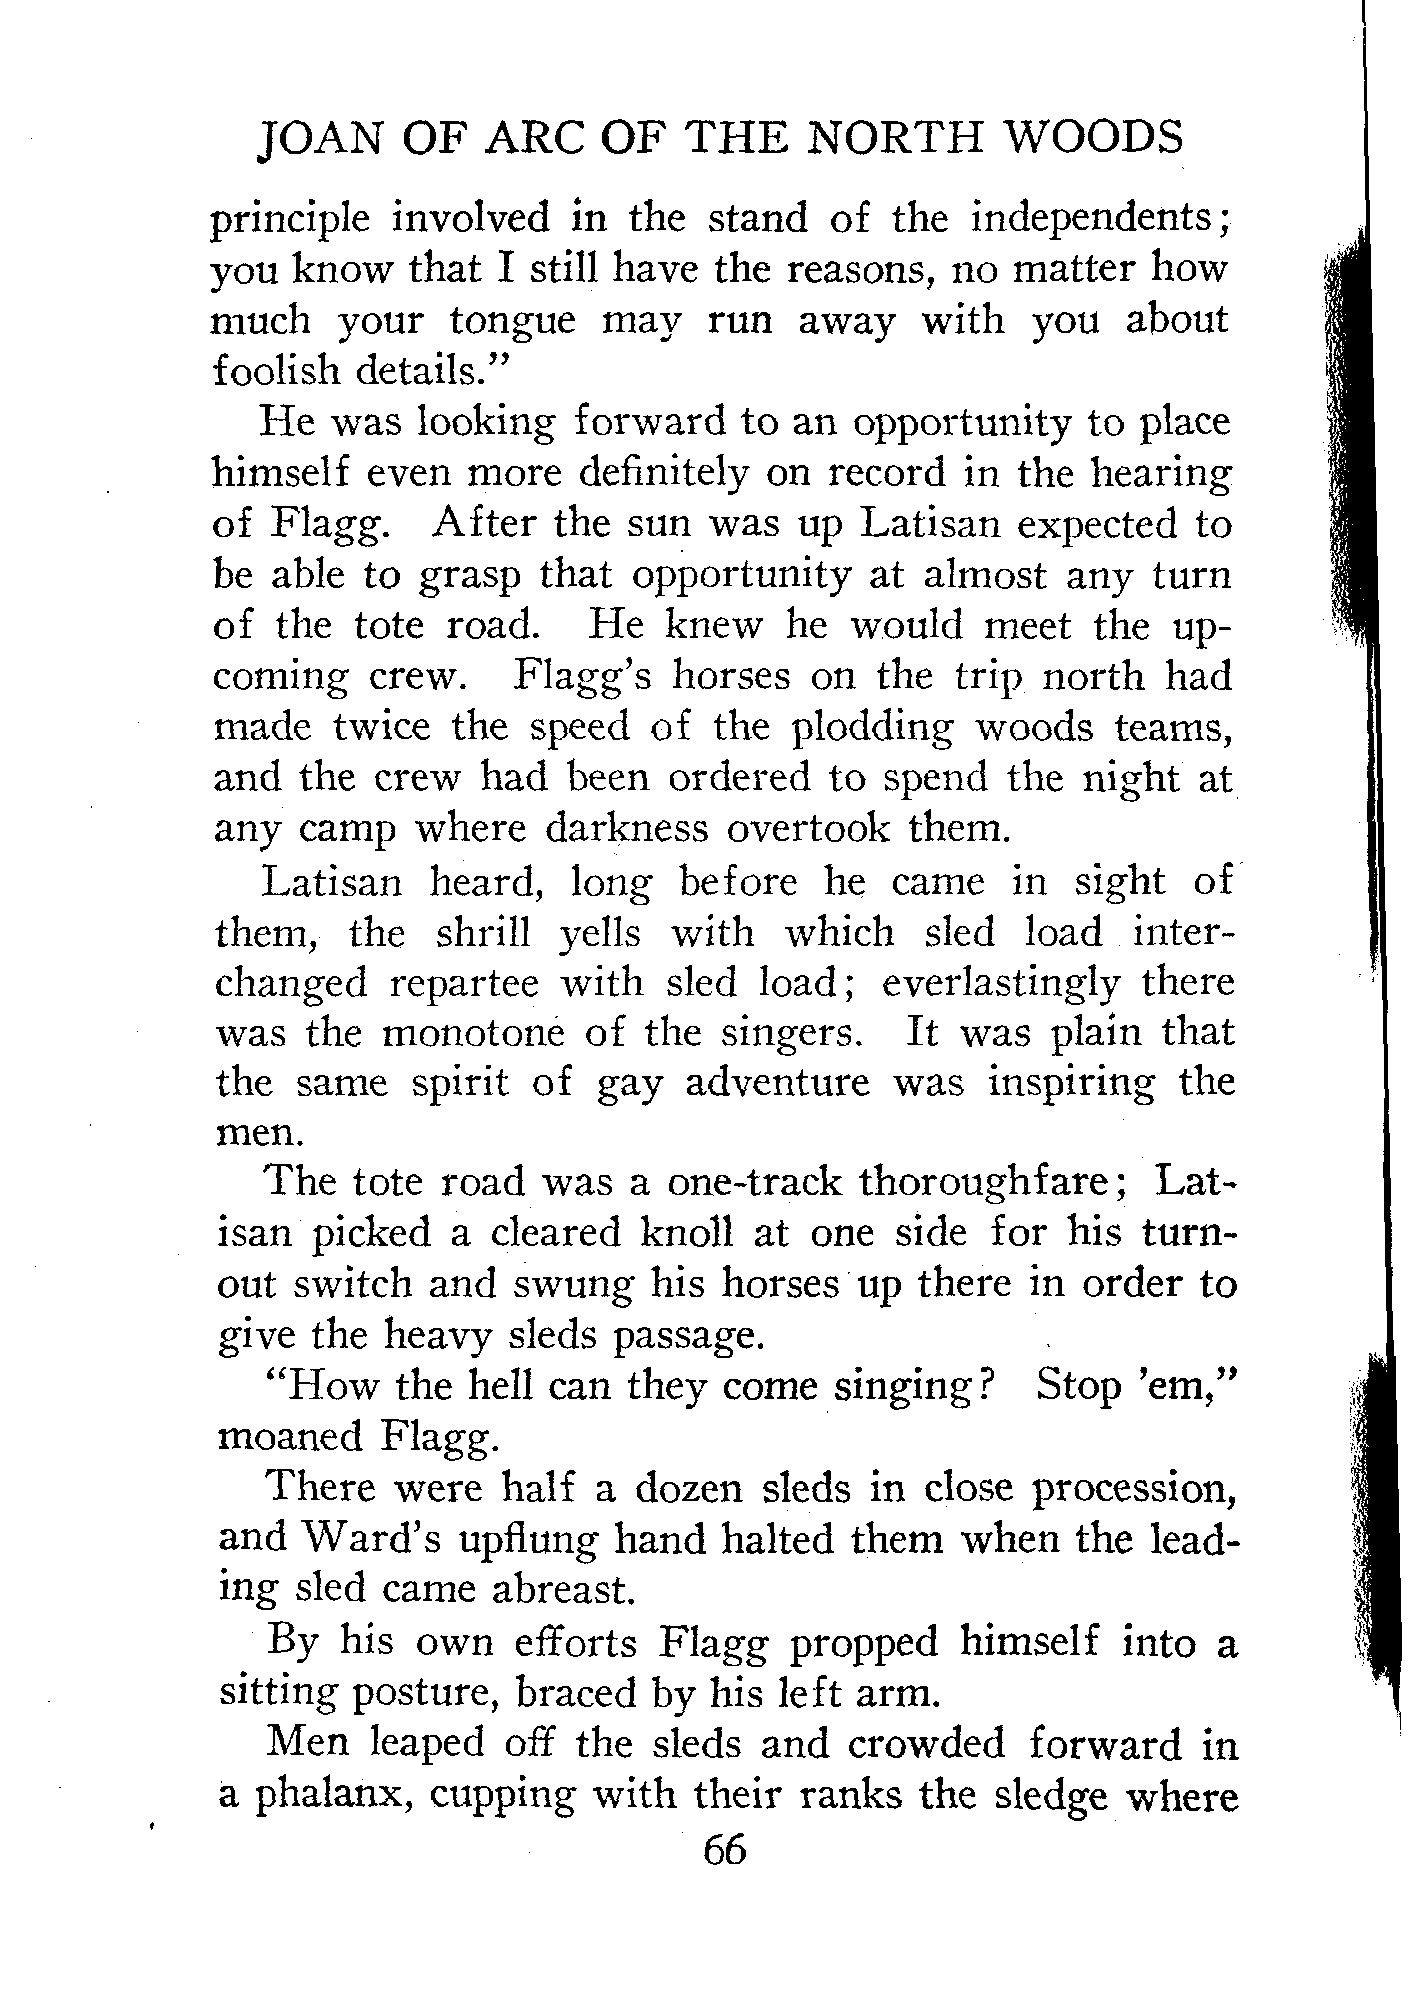 JOAN OF ARC OF THE NORTH WOODS
principle involved in the stand of the independents;
you know that I still have the reasons, no matter how
much your tongue may run away with you about
foolish details."
He was looking forward to an opportunity to place
himself even more definitely on record in the hearing
of Flagg. After the sun was up Latisan expected to
be able to grasp that opportunity at almost any turn
of the tote road. He knew he would meet the up-
coming crew. Flagg's horses on the trip north had
made twice the speed of the plodding woods teams,
and the crew had been ordered to spend the night at
any camp where darkness overtook them.
Latisan heard, long before he came in sight of
them, the shrill yells with which sled load inter-
changed repartee with sled load; everlastingly there
was the monotone of the singers. It was plain that
the same spirit of gay adventure was inspiring the
men.
The tote road was a one-track thoroughfare; Lat-
isan picked a cleared knoll at one side for his turn-
out switch and swung his horses up there in order to
give the heavy sleds passage.
"How the hell can they come singing? Stop 'em,"
moaned Flagg.
There were half a dozen sleds in close procession,
and Ward's upflung hand halted them when the lead-
ing sled came abreast.
By his own efforts Flagg propped himself into a
sitting posture, braced by his left arm.
Men leaped off the sleds and crowded forward in
a phalanx, cupping with their ranks the sledge where
66